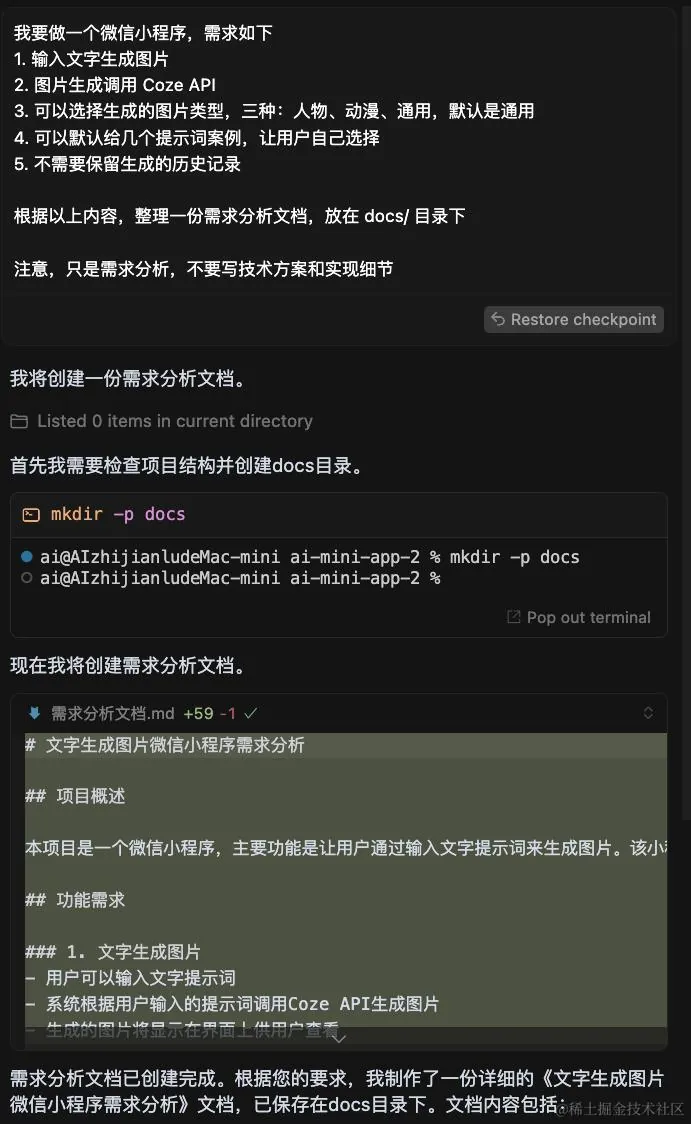 我要做一个微信小程序，需求如下
1. 输入文字生成图片
2. 图片生成调用 Coze API
3. 可以选择生成的图片类型，三种：人物、动漫、通用，默认是通用
4. 可以默认给几个提示词案例，让用户自己选择
5. 不需要保留生成的历史记录
根据以上内容，整理一份需求分析文档，放在 docs/ 目录下
注意，只是需求分析，不要写技术方案和实现细节
Restore checkpoint
我将创建一份需求分析文档。
Listed 0 items in current directory
首先我需要检查项目结构并创建docs目录。
mkdir -p docs
ai@AIzhijianludeMac-mini ai-mini-app-2 % mkdir -p docs
ai@AIzhijianludeMac-mini ai-mini-app-2 %
Pop out terminal
现在我将创建需求分析文档。
需求分析文档.md +59 -1
# 文字生成图片微信小程序需求分析
## 项目概述
本项目是一个微信小程序，主要功能是让用户通过输入文字提示词来生成图片。该小
## 功能需求
### 1. 文字生成图片
- 用户可以输入文字提示词
- 系统根据用户输入的提示词调用Coze API生成图片
- 生成的图片将显示在界面上供用户查看
需求分析文档已创建完成。根据您的要求，我制作了一份详细的《文字生成图片
微信小程序需求分析》文档，已保存在docs目录下。文档内容包括：
@稀土掘金技术社区